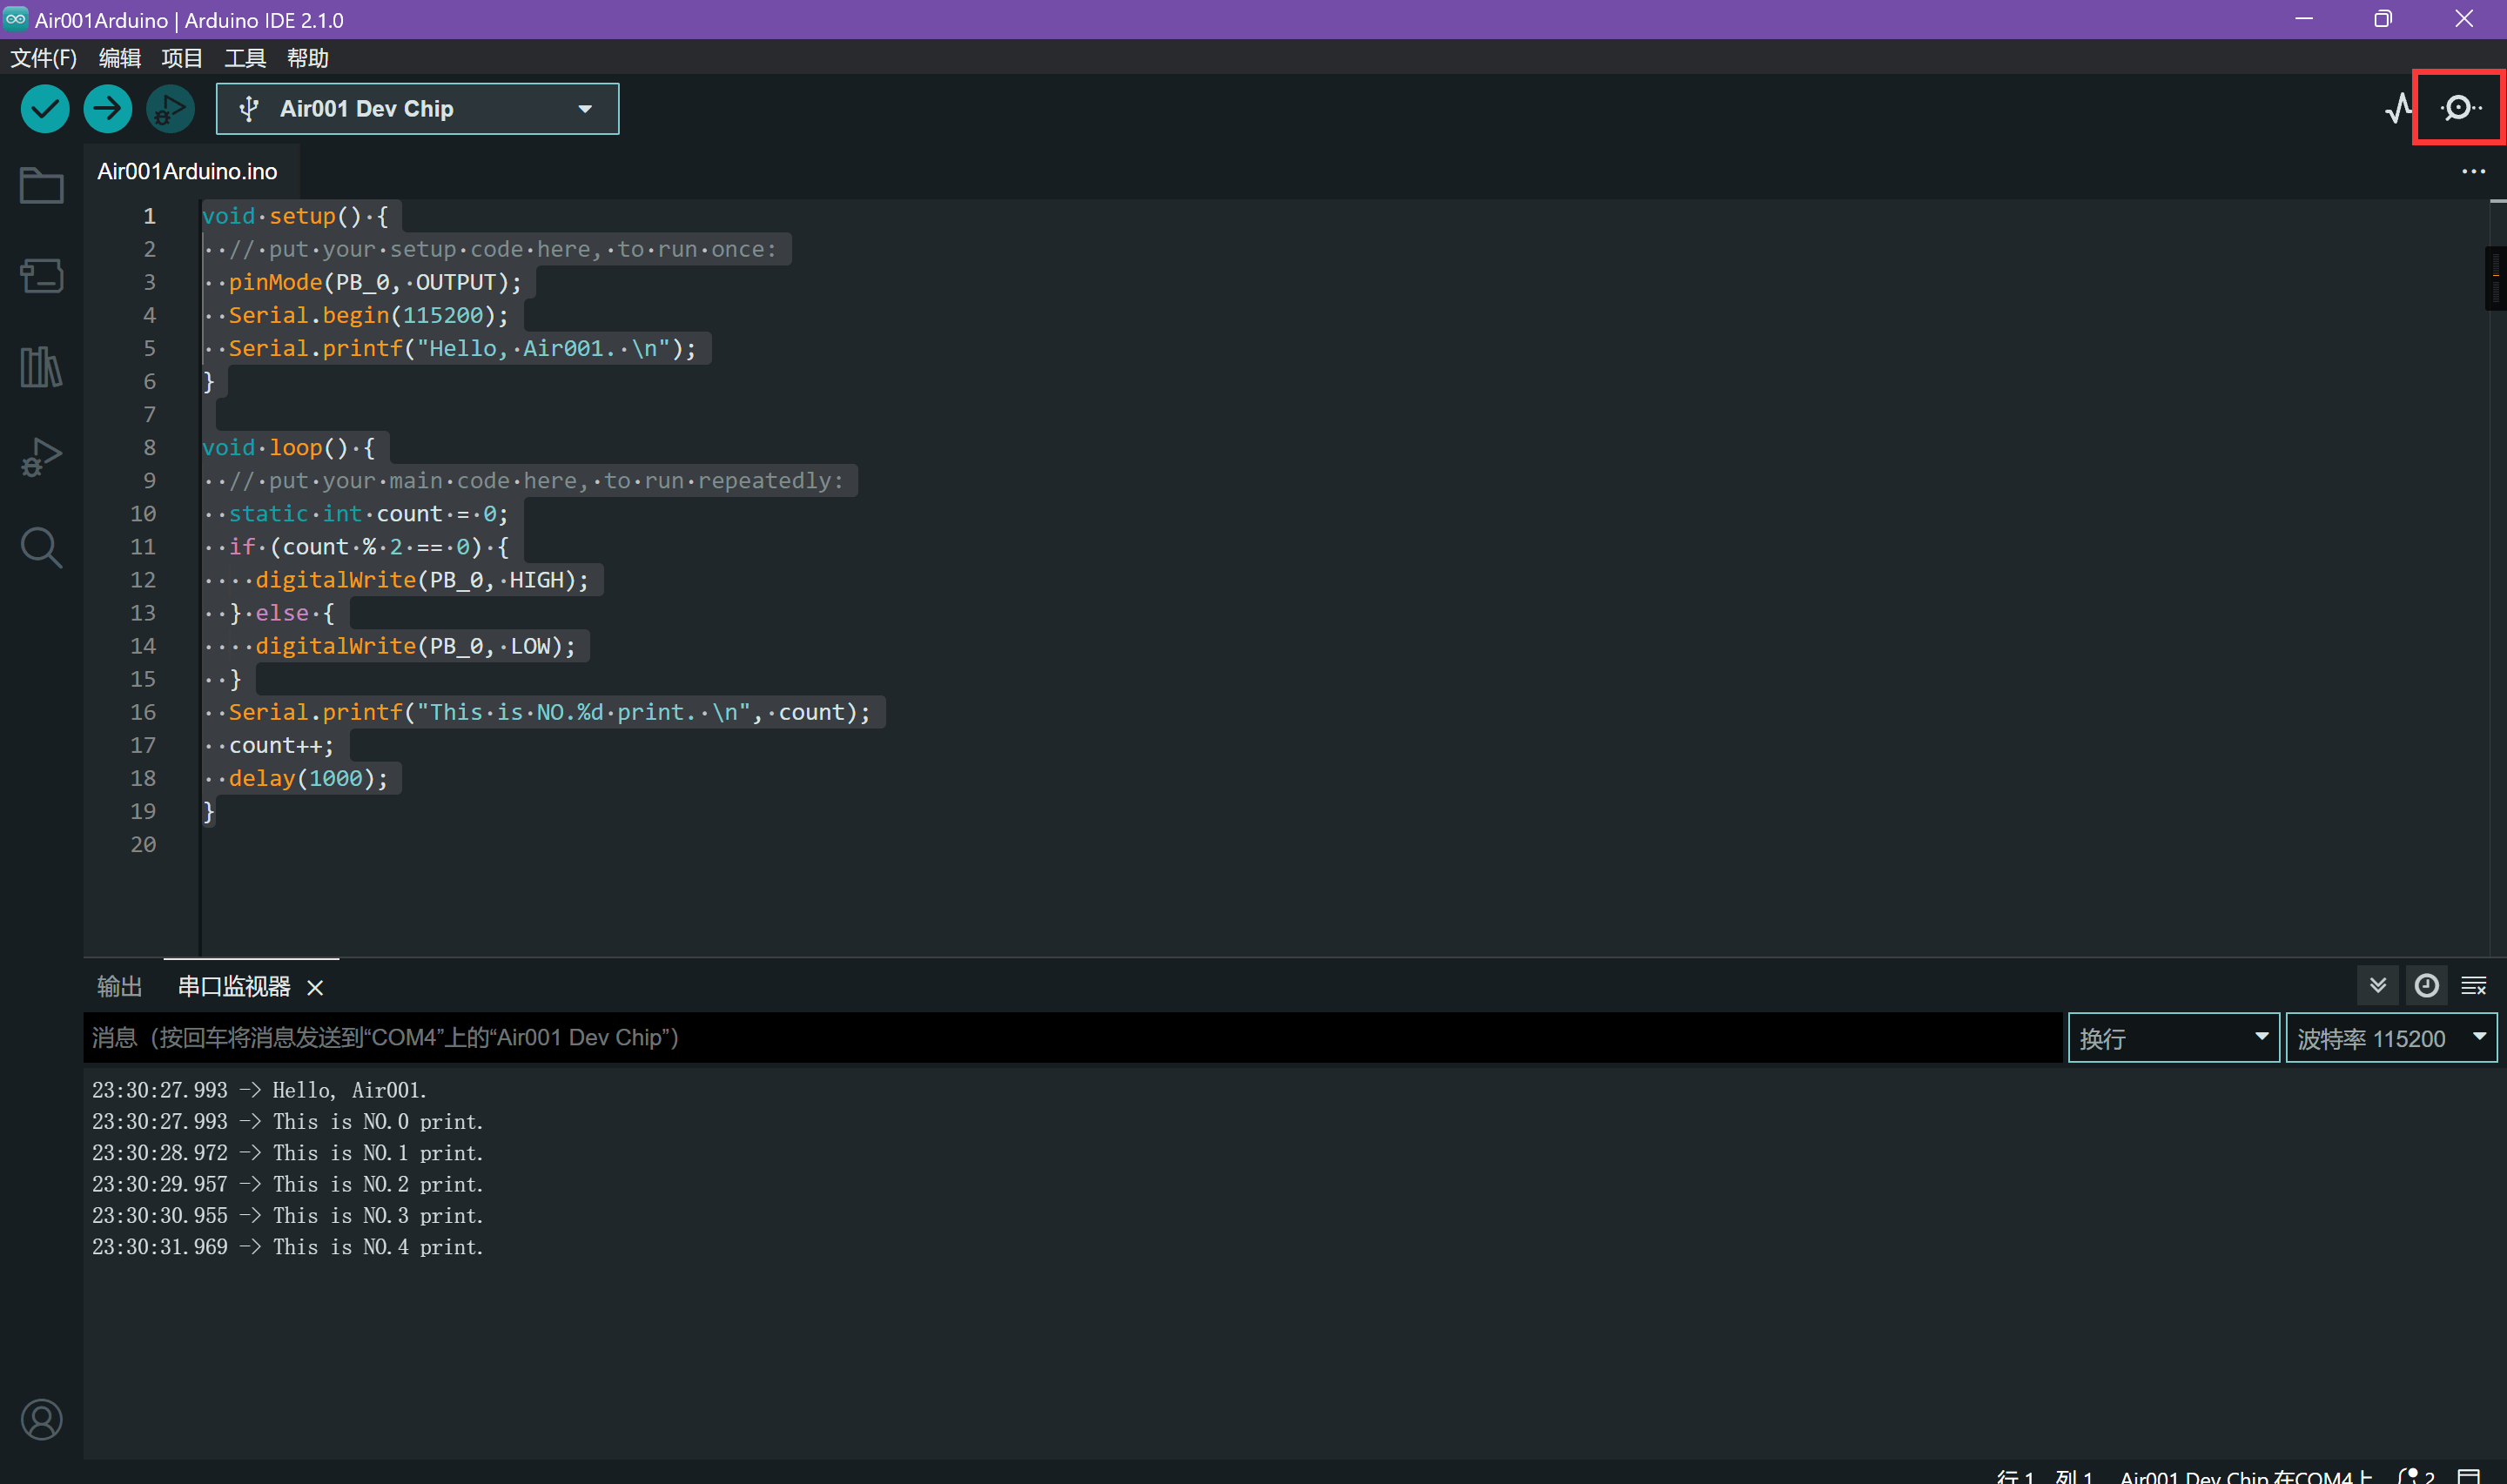 Air001Arduino | Arduino IDE 2.1.0
文件(F) 编辑 项目 工具 帮助
Air001 Dev Chip
Air001Arduino.ino
1 void setup() {
2   // put your setup code here, to run once:
3   pinMode(PB_0, OUTPUT);
4   Serial.begin(115200);
5   Serial.printf("Hello, Air001. \n");
6 }
7
8 void loop() {
9   // put your main code here, to run repeatedly:
10   static int count = 0;
11   if (count % 2 == 0) {
12     digitalWrite(PB_0, HIGH);
13   } else {
14     digitalWrite(PB_0, LOW);
15   }
16   Serial.printf("This is NO.%d print. \n", count);
17   count++;
18   delay(1000);
19 }
20
输出 串口监视器
消息（按回车将消息发送到“COM4”上的“Air001 Dev Chip”） 换行 波特率 115200
23:30:27.993 -> Hello, Air001.
23:30:27.993 -> This is NO.0 print.
23:30:28.972 -> This is NO.1 print.
23:30:29.957 -> This is NO.2 print.
23:30:30.955 -> This is NO.3 print.
23:30:31.969 -> This is NO.4 print.
行 1, 列 1 Air001 Dev Chip 在COM4上 2